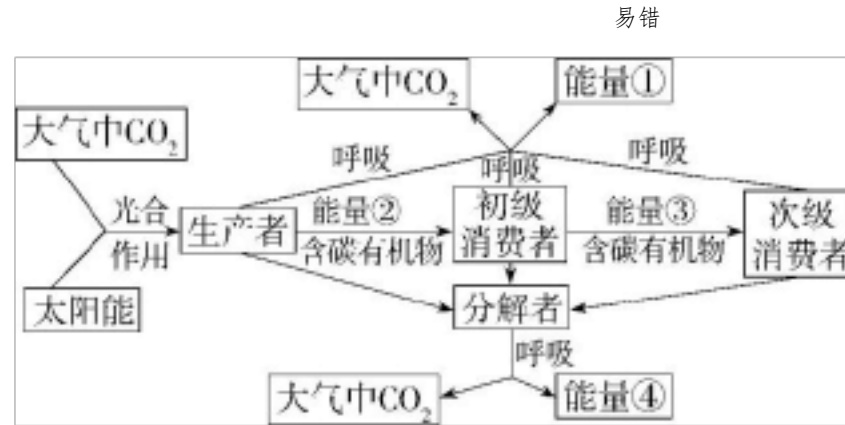 易错
大气中CO₂
能量①
大气中CO₂
呼吸
呼吸
呼吸
光合
作用
生产者
能量②
含碳有机物
初级
消费者
能量③
含碳有机物
次级
消费者
太阳能
分解者
呼吸
大气中CO₂
能量④